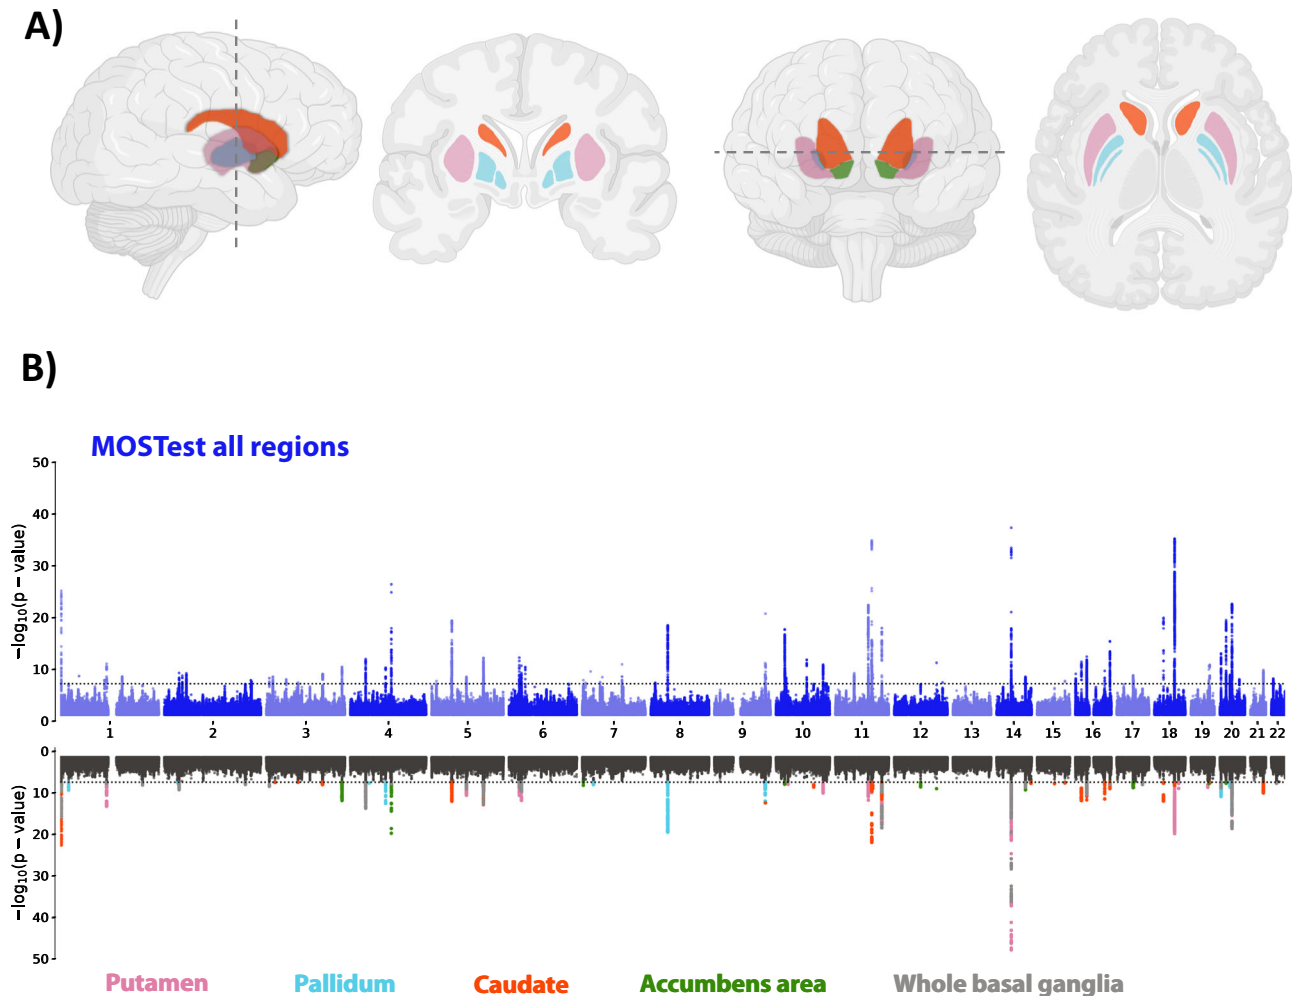 A)
B)
MOSTest all regions
50
40
30
20
10
0
−log10(p − value)
1 2 3 4 5 6 7 8 9 10 11 12 13 14 15 16 17 18 19 20 21 22
0
10
20
30
40
50
−log10(p − value)
Putamen Pallidum Caudate Accumbens area Whole basal ganglia